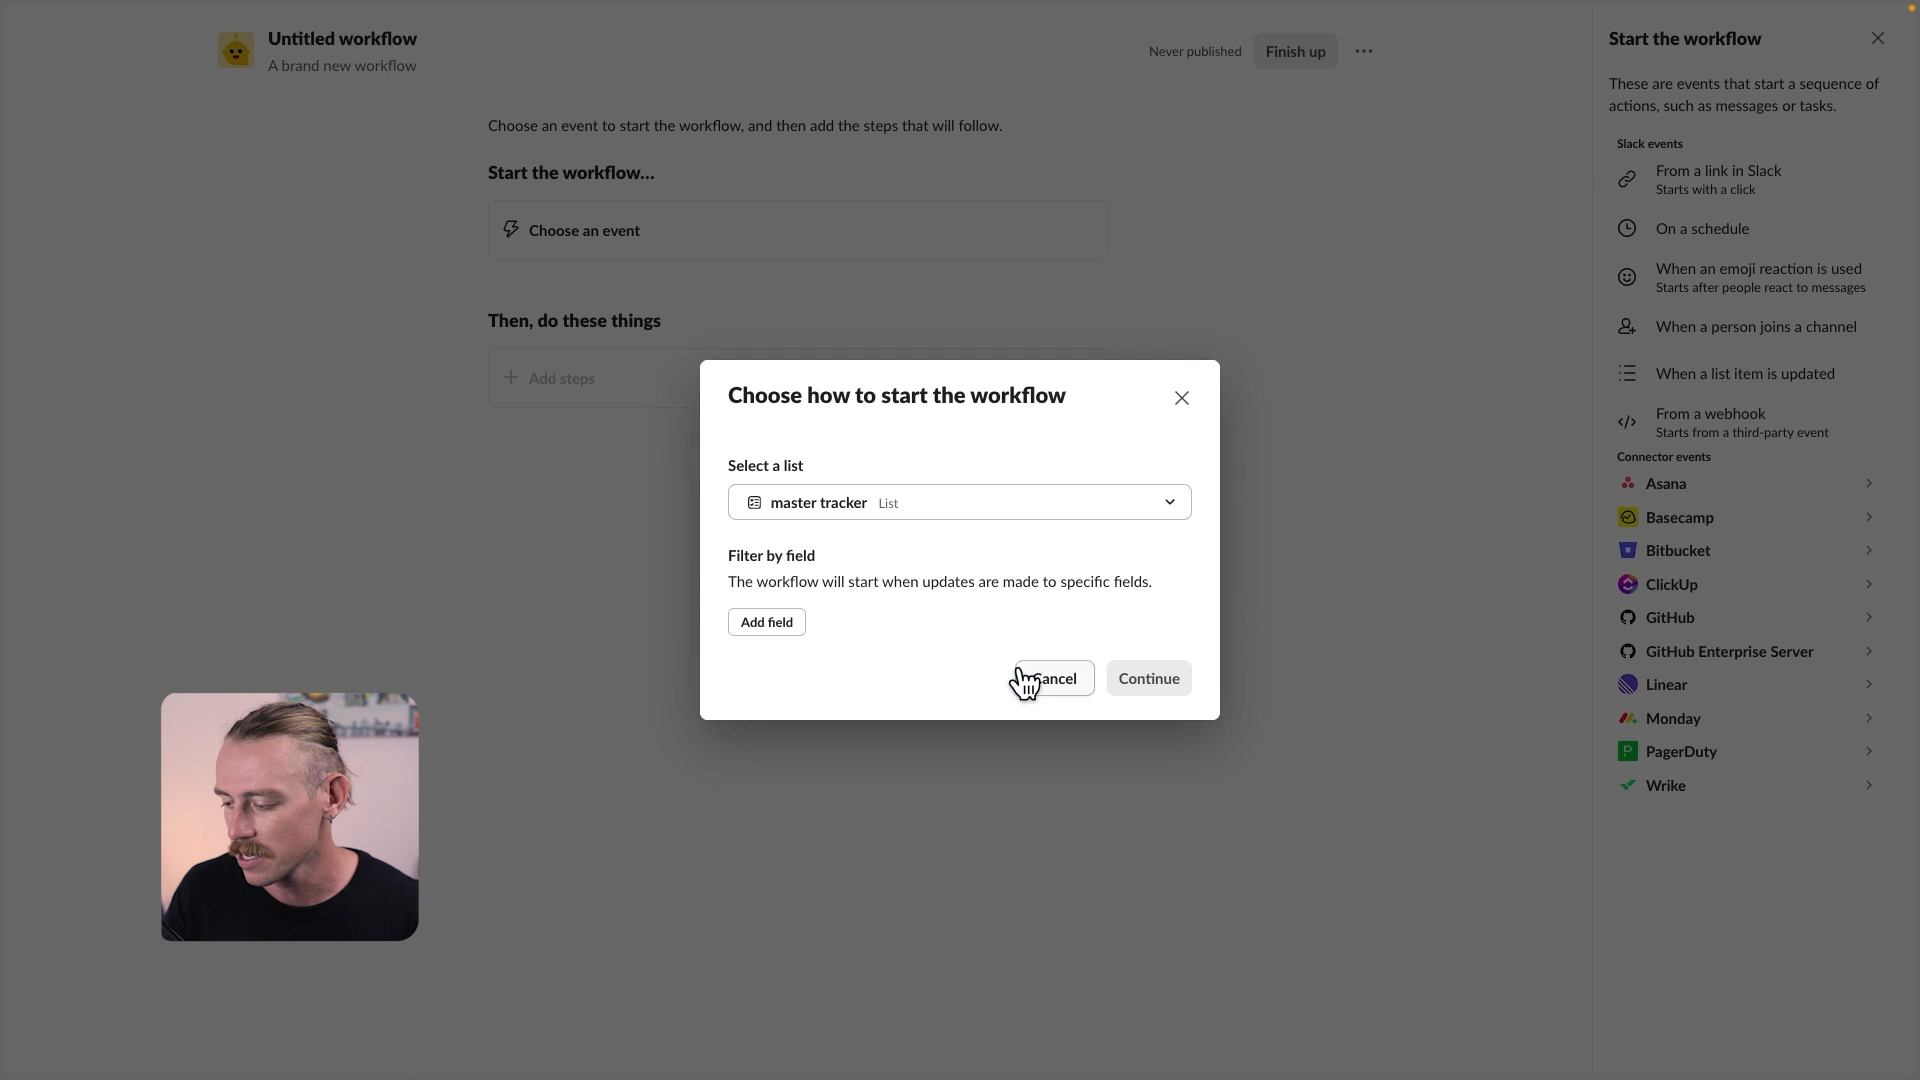 Untitled workflow
A brand new workflow
Never published
Finish up
Choose an event to start the workflow, and then add the steps that will follow.
Start the workflow...
Choose an event
Then, do these things
Add steps
Choose how to start the workflow
Select a list
master tracker List
Filter by field
The workflow will start when updates are made to specific fields.
Add field
Cancel
Continue
Start the workflow
These are events that start a sequence of
actions, such as messages or tasks.
Slack events
From a link in Slack
Starts with a click
On a schedule
When an emoji reaction is used
Starts after people react to messages
When a person joins a channel
When a list item is updated
From a webhook
Starts from a third-party event
Connector events
Asana
Basecamp
Bitbucket
ClickUp
GitHub
GitHub Enterprise Server
Linear
Monday
PagerDuty
Wrike